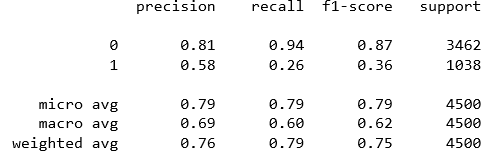 precision recall f1-score support
0 0.81 0.94 0.87 3462
1 0.58 0.26 0.36 1038
micro avg 0.79 0.79 0.79 4500
macro avg 0.69 0.60 0.62 4500
weighted avg 0.76 0.79 0.75 4500